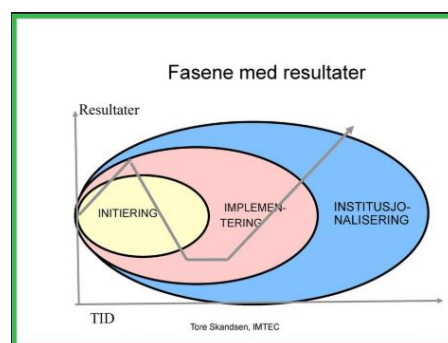 Fasene med resultater
Resultater
INITIERING
IMPLEMEN-
TERING
INSTITUSJO-
NALISERING
TID
Tore Skandsen, IMTEC